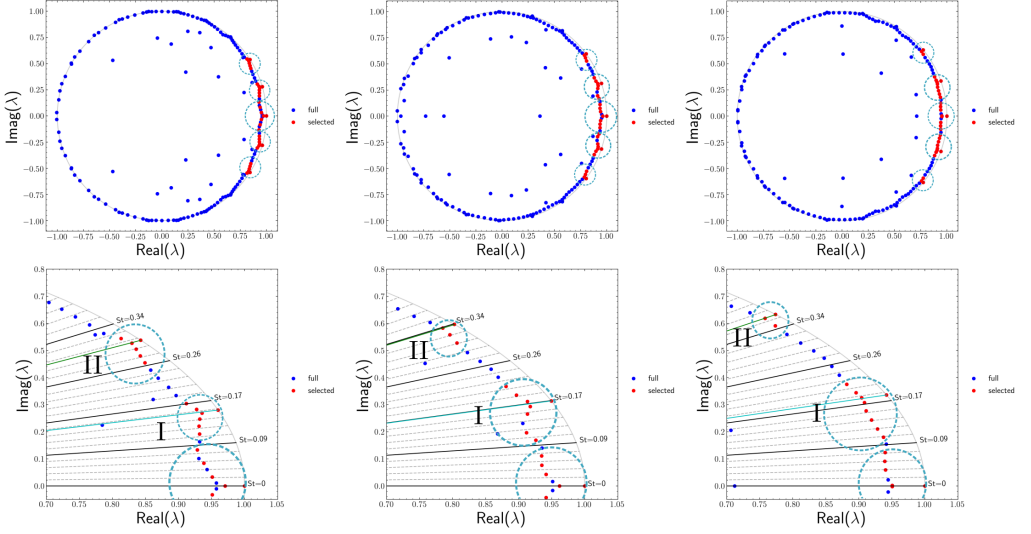 1.00
0.75
0.50
0.25
0.00
−0.25
−0.50
−0.75
−1.00
Imag(λ)
−1.00 −0.75 −0.50 −0.25 0.00 0.25 0.50 0.75 1.00
Real(λ)
full
selected
1.00
0.75
0.50
0.25
0.00
−0.25
−0.50
−0.75
−1.00
Imag(λ)
−1.00 −0.75 −0.50 −0.25 0.00 0.25 0.50 0.75 1.00
Real(λ)
full
selected
1.00
0.75
0.50
0.25
0.00
−0.25
−0.50
−0.75
−1.00
Imag(λ)
−1.00 −0.75 −0.50 −0.25 0.00 0.25 0.50 0.75 1.00
Real(λ)
full
selected
0.8
0.7
0.6
0.5
0.4
0.3
0.2
0.1
0.0
Imag(λ)
St=0.34
St=0.26
St=0.17
St=0.09
St=0
II
I
0.70 0.75 0.80 0.85 0.90 0.95 1.00 1.05
Real(λ)
full
selected
0.8
0.7
0.6
0.5
0.4
0.3
0.2
0.1
0.0
Imag(λ)
St=0.34
St=0.26
St=0.17
St=0.09
St=0
II
I
0.70 0.75 0.80 0.85 0.90 0.95 1.00 1.05
Real(λ)
full
selected
0.8
0.7
0.6
0.5
0.4
0.3
0.2
0.1
0.0
Imag(λ)
St=0.34
St=0.26
St=0.17
St=0.09
St=0
II
I
0.75 0.80 0.85 0.90 0.95 1.00 1.05
Real(λ)
full
selected